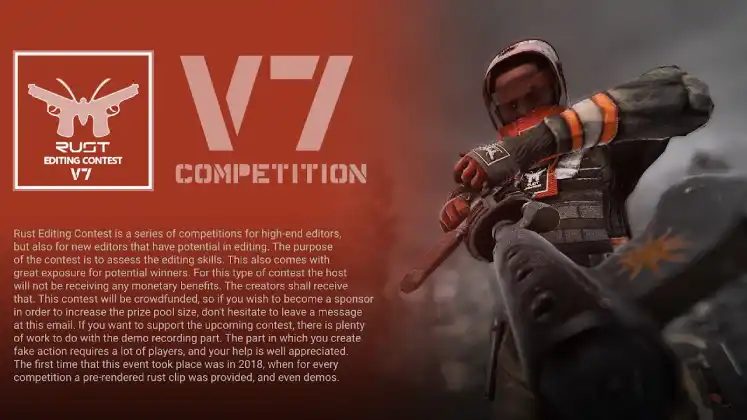 V7
COMPETITION
RUST
EDITING CONTEST
V7
Rust Editing Contest is a series of competitions for high-end editors,
but also for new editors that have potential in editing. The purpose
of the contest is to assess the editing skills. This also comes with
great exposure for potential winners. For this type of contest the host
will not be receiving any monetary benefits. The creators shall receive
that. This contest will be crowdfunded, so if you wish to become a sponsor
in order to increase the prize pool size, don't hesitate to leave a message
at this email. If you want to support the upcoming contest, there is plenty
of work to do with the demo recording part. The part in which you create
fake action requires a lot of players, and your help is well appreciated.
The first time that this event took place was in 2018, when for every
competition a pre-rendered rust clip was provided, and even demos.